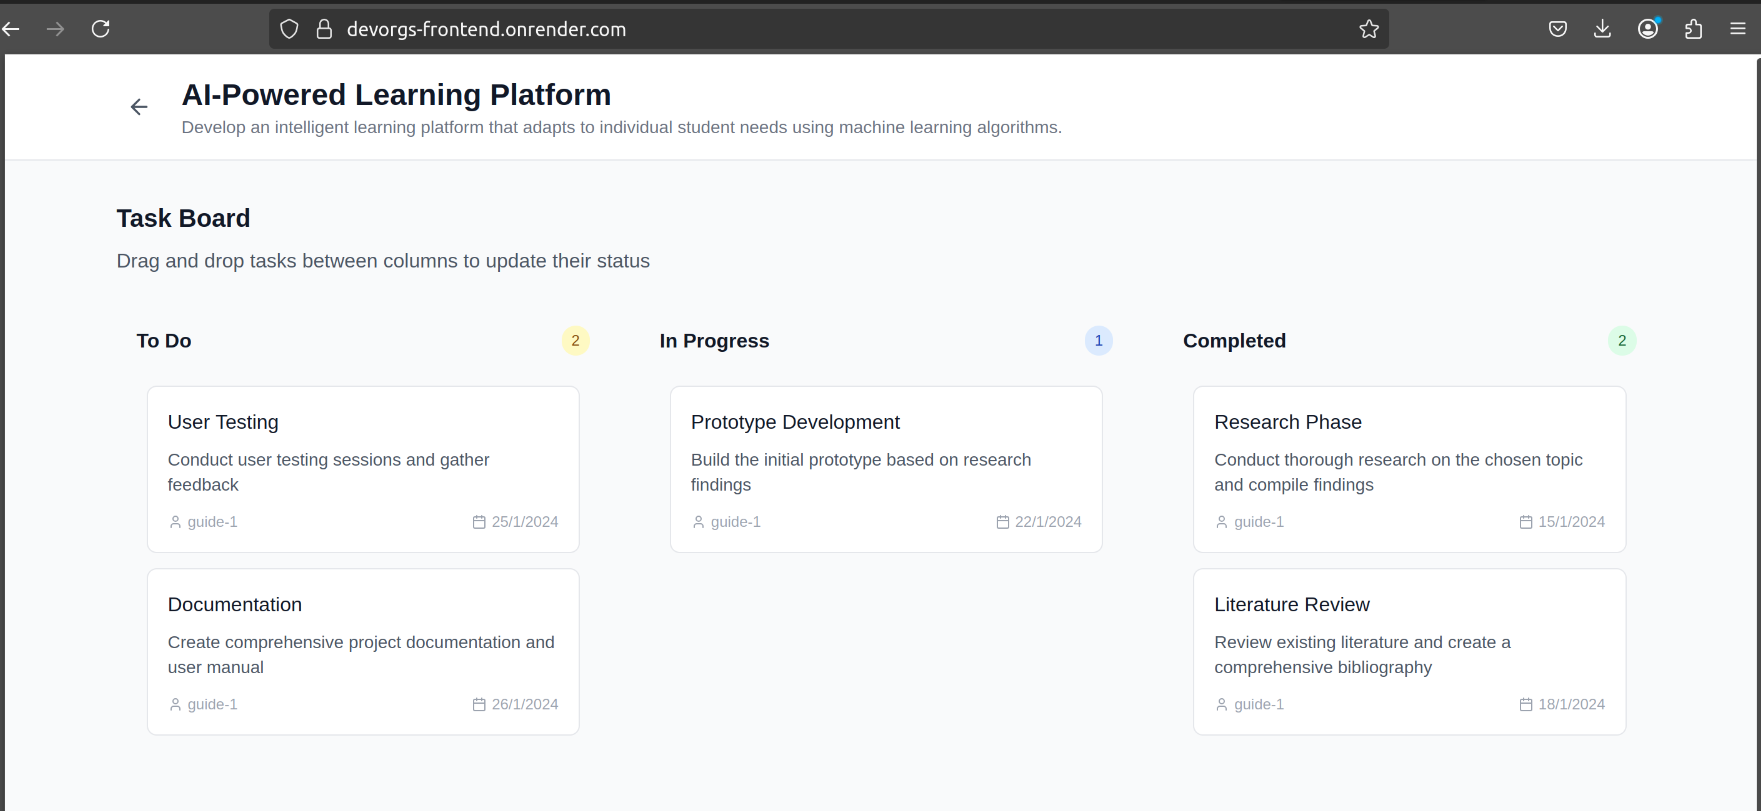 devorgs-frontend.onrender.com
AI-Powered Learning Platform
Develop an intelligent learning platform that adapts to individual student needs using machine learning algorithms.
Task Board
Drag and drop tasks between columns to update their status
To Do
2
User Testing
Conduct user testing sessions and gather
feedback
guide-1
25/1/2024
Documentation
Create comprehensive project documentation and
user manual
guide-1
26/1/2024
In Progress
1
Prototype Development
Build the initial prototype based on research
findings
guide-1
22/1/2024
Completed
2
Research Phase
Conduct thorough research on the chosen topic
and compile findings
guide-1
15/1/2024
Literature Review
Review existing literature and create a
comprehensive bibliography
guide-1
18/1/2024